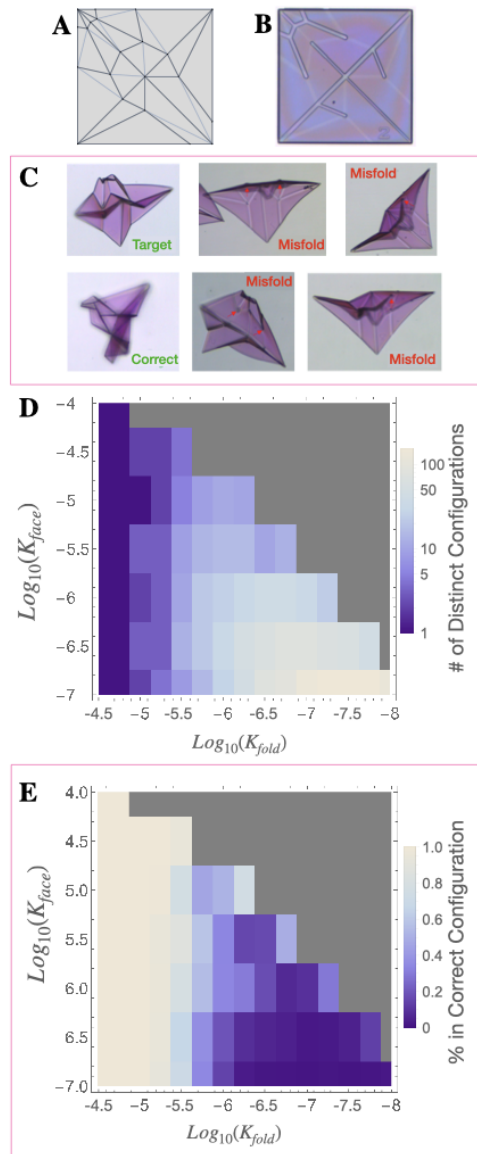 A
B
C
Target
Misfold
Misfold
Correct
Misfold
Misfold
D
Log10(Kface)
-4
-4.5
-5
-5.5
-6
-6.5
-7
-4.5 -5 -5.5 -6 -6.5 -7 -7.5 -8
Log10(Kfold)
100
50
10
5
1
# of Distinct Configurations
E
Log10(Kface)
4.0
4.5
5.0
5.5
6.0
6.5
-7.0
-4.5 -5 -5.5 -6 -6.5 -7 -7.5 -8
Log10(Kfold)
1.0
0.8
0.6
0.4
0.2
0
% in Correct Configuration